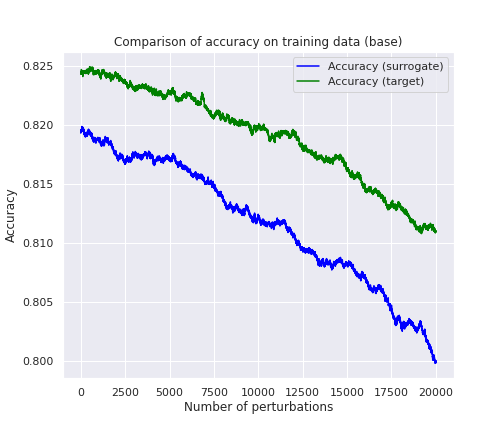 Comparison of accuracy on training data (base)
Accuracy (surrogate)
Accuracy (target)
Accuracy
0.825
0.820
0.815
0.810
0.805
0.800
0 2500 5000 7500 10000 12500 15000 17500 20000
Number of perturbations